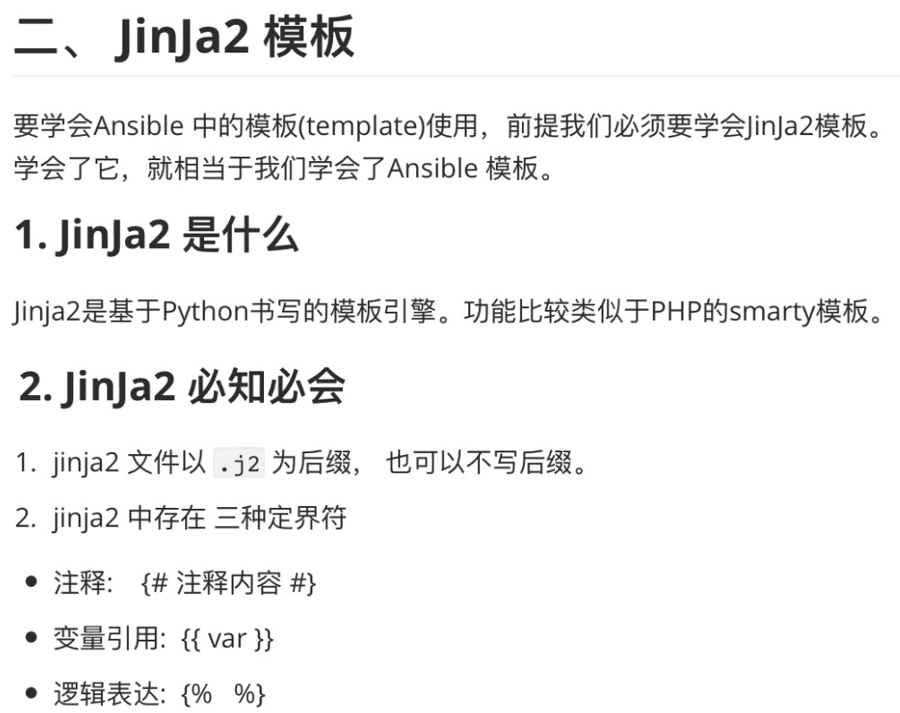 二、 JinJa2 模板
要学会Ansible 中的模板(template)使用，前提我们必须要学会JinJa2模板。
学会了它，就相当于我们学会了Ansible 模板。
1. JinJa2 是什么
Jinja2是基于Python书写的模板引擎。功能比较类似于PHP的smarty模板。
2. JinJa2 必知必会
1. jinja2 文件以 .j2 为后缀， 也可以不写后缀。
2. jinja2 中存在 三种定界符
• 注释: {# 注释内容 #}
• 变量引用: {{ var }}
• 逻辑表达: {% %}